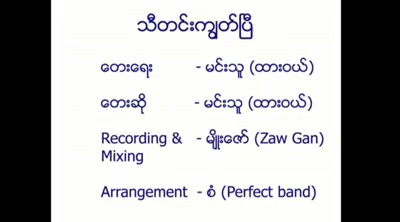 သီတင်းကျွတ်ပြီ
တေးရေး - မင်းသူ (ထားဝယ်)
တေးဆို - မင်းသူ (ထားဝယ်)
Recording & - မျိုးဇော် (Zaw Gan)
Mixing
Arrangement - စံ (Perfect band)